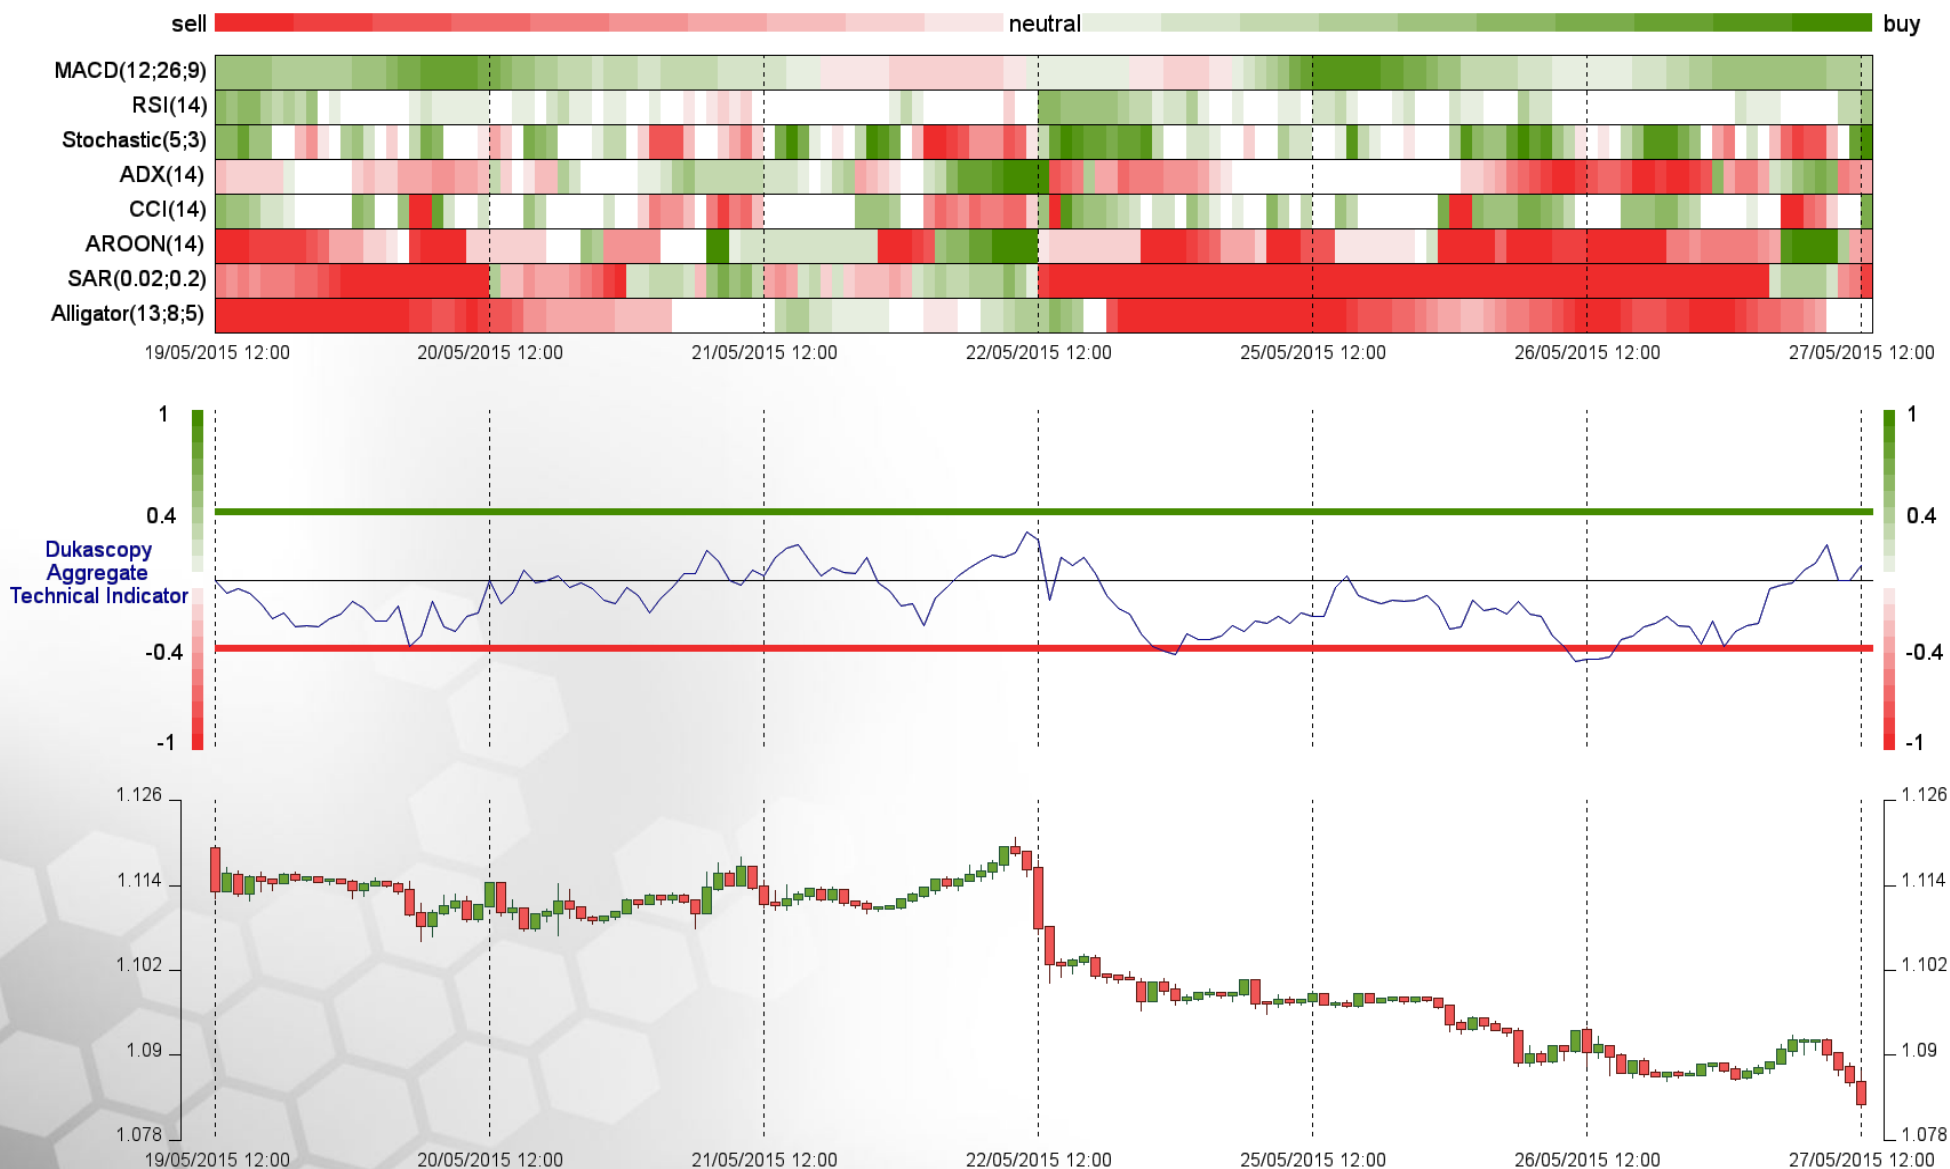 sell neutral buy
MACD(12;26;9)
RSI(14)
Stochastic(5;3)
ADX(14)
CCI(14)
AROON(14)
SAR(0.02;0.2)
Alligator(13;8;5)
19/05/2015 12:00 20/05/2015 12:00 21/05/2015 12:00 22/05/2015 12:00 25/05/2015 12:00 26/05/2015 12:00 27/05/2015 12:00
1 1
0.4 0.4
Dukascopy
Aggregate
Technical Indicator
-0.4 -0.4
-1 -1
1.126 1.126
1.114 1.114
1.102 1.102
1.09 1.09
1.078 1.078
19/05/2015 12:00 20/05/2015 12:00 21/05/2015 12:00 22/05/2015 12:00 25/05/2015 12:00 26/05/2015 12:00 27/05/2015 12:00